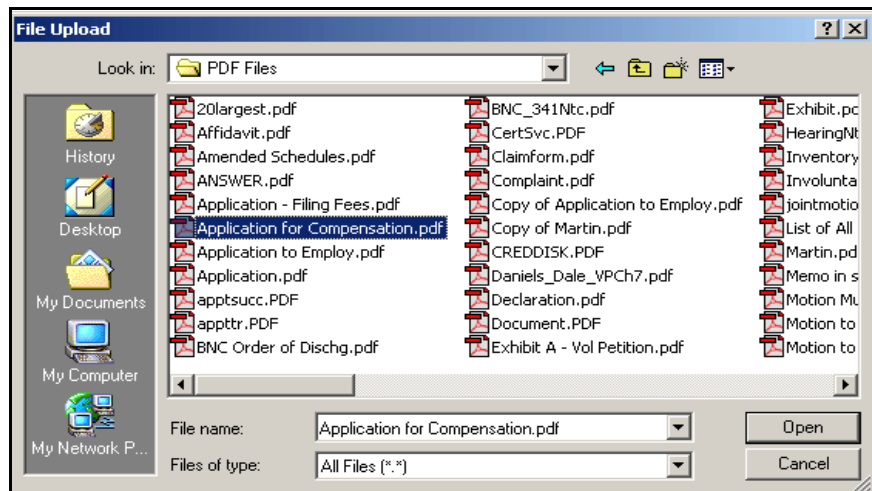 File Upload
Look in: PDF Files
History
Desktop
My Documents
My Computer
My Network P...
20largest.pdf
Affidavit.pdf
Amended Schedules.pdf
ANSWER.pdf
Application - Filing Fees.pdf
Application for Compensation.pdf
Application to Employ.pdf
Application.pdf
apptsucc.PDF
appttr.PDF
BNC Order of Dischg.pdf
BNC_341Ntc.pdf
CertSvc.PDF
Claimform.pdf
Complaint.pdf
Copy of Application to Employ.pdf
Copy of Martin.pdf
CREDDISK.PDF
Daniels_Dale_VPCh7.pdf
Declaration.pdf
Document.PDF
Exhibit A - Vol Petition.pdf
Exhibit.pc
HearingNt
Inventory
Involunta
jointmotio
List of All
Martin.pd
Memo in s
Motion Mu
Motion to
Motion to
File name: Application for Compensation.pdf Open
Files of type: All Files (*.*) Cancel